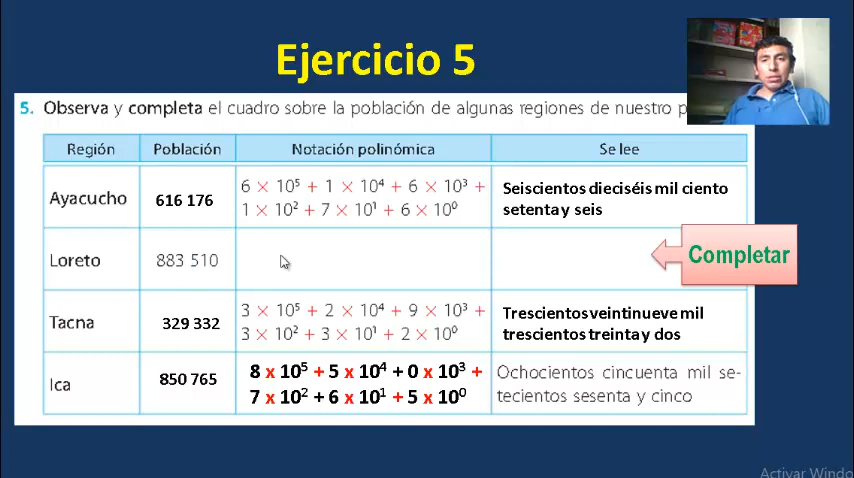 Ejercicio 5
5. Observa y completa el cuadro sobre la población de algunas regiones de nuestro p
Región Población Notación polinómica Se lee
Ayacucho 616 176 6 × 10⁵ + 1 × 10⁴ + 6 × 10³ + Seiscientos dieciséis mil ciento
1 × 10² + 7 × 10¹ + 6 × 10⁰ setenta y seis
Loreto 883 510 Completar
Tacna 329 332 3 × 10⁵ + 2 × 10⁴ + 9 × 10³ + Trescientos veintinueve mil
3 × 10² + 3 × 10¹ + 2 × 10⁰ trescientos treinta y dos
Ica 850 765 8 x 10⁵ + 5 x 10⁴ + 0 x 10³ + Ochocientos cincuenta mil se-
7 x 10² + 6 x 10¹ + 5 x 10⁰ tecientos sesenta y cinco
Activar Windo